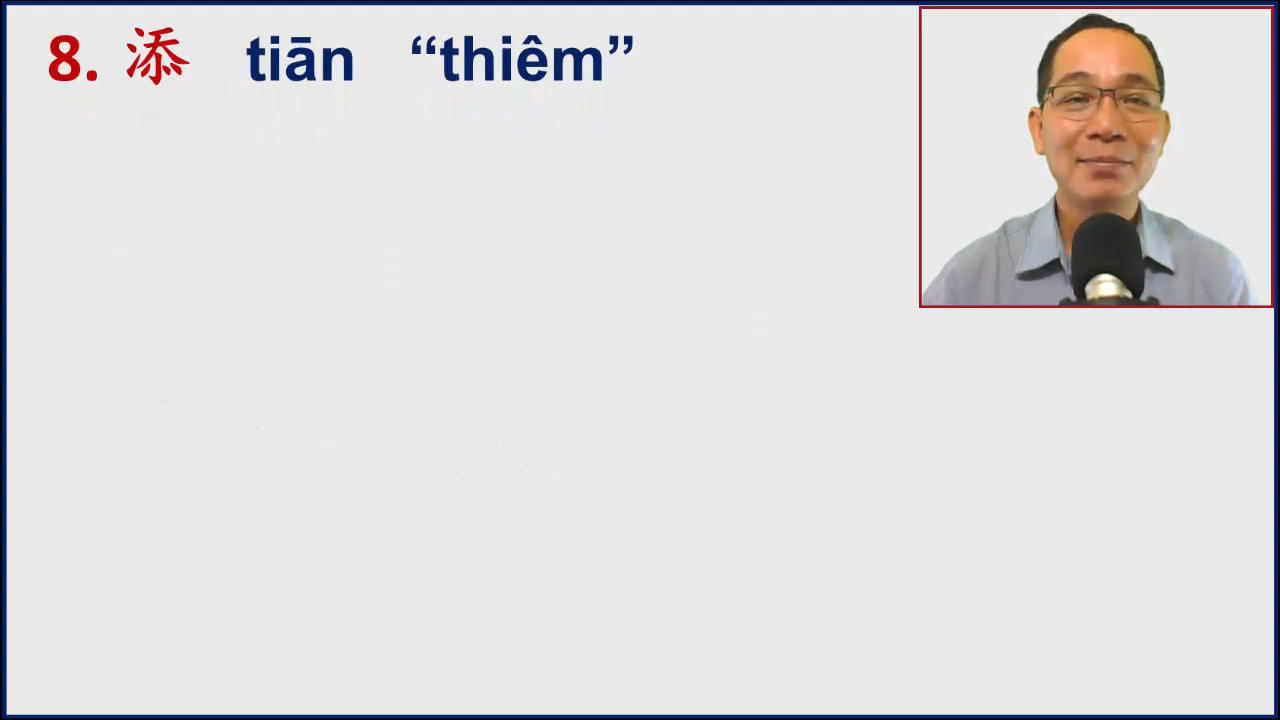 8. 添 tiān “thiêm”